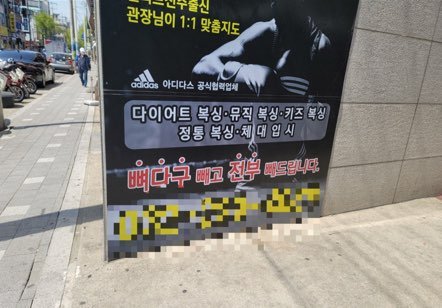 관장님이 1:1 맞춤지도
adidas 아디다스 공식협력업체
다이어트 복싱·뮤직 복싱·키즈 복싱
정통 복싱·체대입시
뼈다구 빼고 전부 빼드립니다.